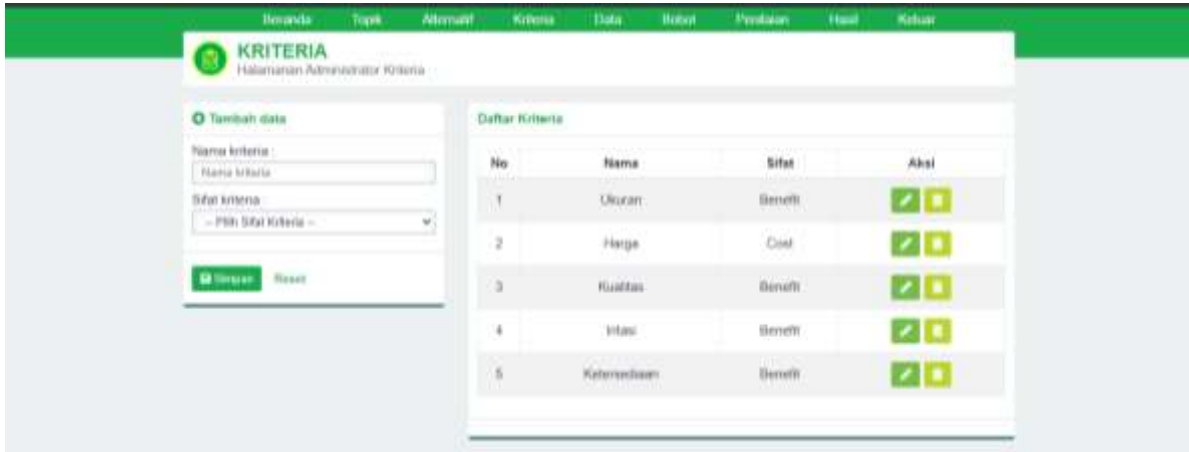 Beranda Topik Alternatif Kriteria Data Bobot Penilaian Hasil Keluar
KRITERIA
Halamanan Administrator Kriteria
Tambah data
Nama kriteria :
Nama kriteria
Sifat kriteria :
-- Pilih Sifat Kriteria --
Simpan Reset
Daftar Kriteria
No Nama Sifat Aksi
1 Ukuran Benefit
2 Harga Cost
3 Kualitas Benefit
4 Benefit
5 Ketersediaan Benefit